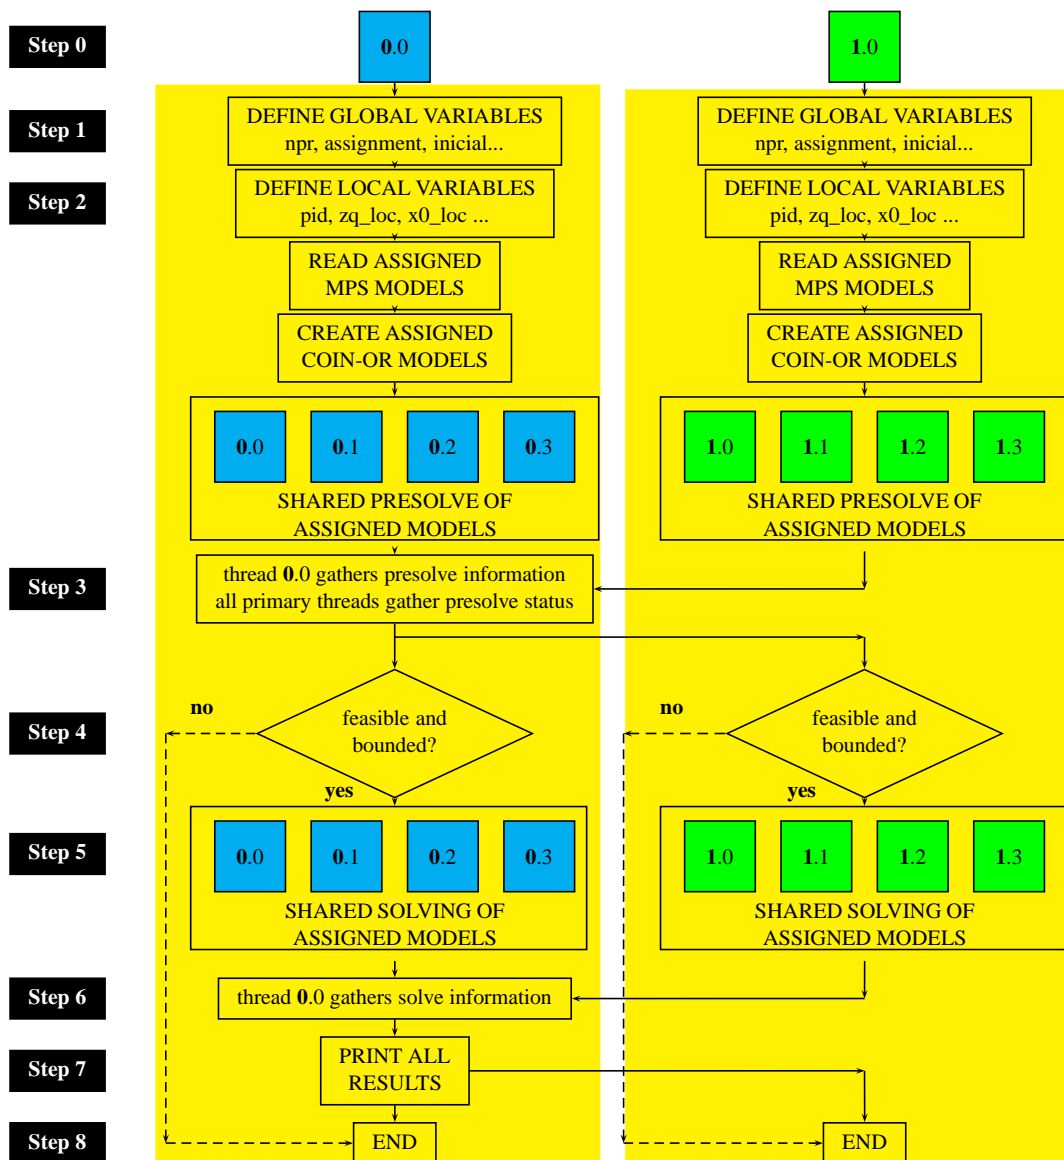 Step 0
0.0
1.0
Step 1
DEFINE GLOBAL VARIABLES
npr, assignment, inicial...
DEFINE GLOBAL VARIABLES
npr, assignment, inicial...
Step 2
DEFINE LOCAL VARIABLES
pid, zq_loc, x0_loc ...
DEFINE LOCAL VARIABLES
pid, zq_loc, x0_loc ...
READ ASSIGNED
MPS MODELS
READ ASSIGNED
MPS MODELS
CREATE ASSIGNED
COIN-OR MODELS
CREATE ASSIGNED
COIN-OR MODELS
0.0 0.1 0.2 0.3
SHARED PRESOLVE OF
ASSIGNED MODELS
1.0 1.1 1.2 1.3
SHARED PRESOLVE OF
ASSIGNED MODELS
Step 3
thread 0.0 gathers presolve information
all primary threads gather presolve status
Step 4
no
feasible and
bounded?
yes
no
feasible and
bounded?
yes
Step 5
0.0 0.1 0.2 0.3
SHARED SOLVING OF
ASSIGNED MODELS
1.0 1.1 1.2 1.3
SHARED SOLVING OF
ASSIGNED MODELS
Step 6
thread 0.0 gathers solve information
Step 7
PRINT ALL
RESULTS
Step 8
END
END